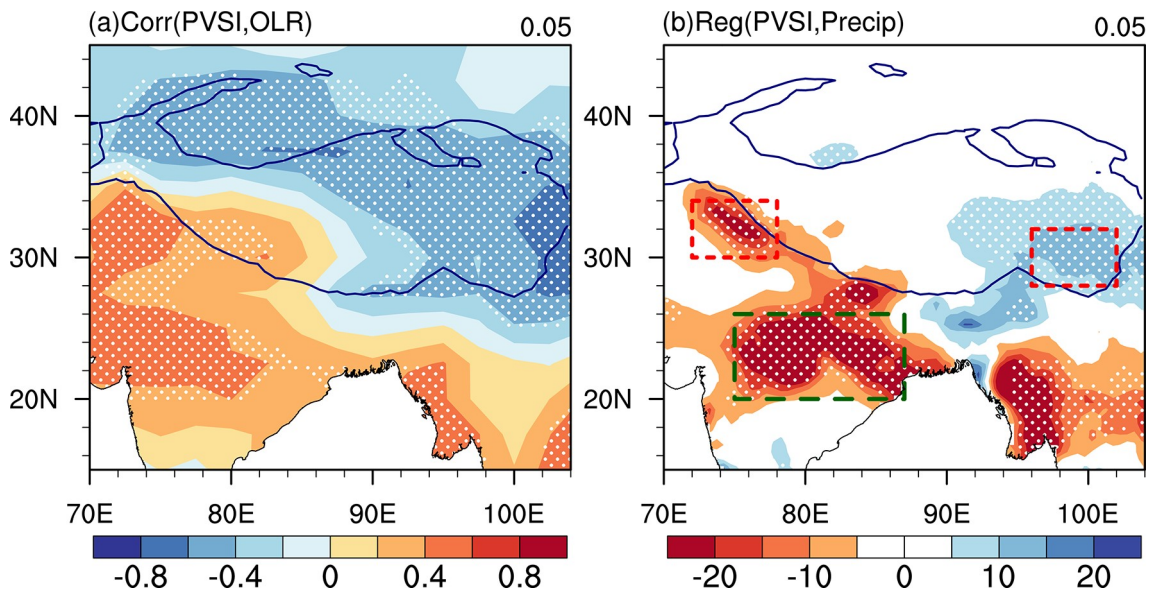 (a)Corr(PVSI,OLR) 0.05
40N
30N
20N
70E 80E 90E 100E
-0.8 -0.4 0 0.4 0.8
(b)Reg(PVSI,Precip) 0.05
40N
30N
20N
70E 80E 90E 100E
-20 -10 0 10 20